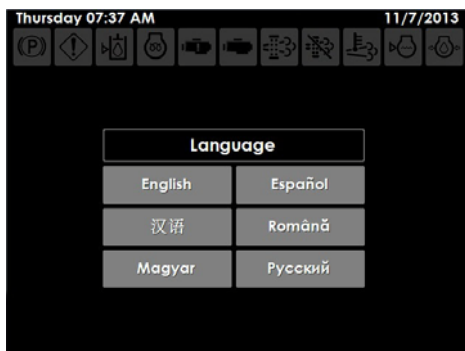 Thursday 07:37 AM 11/7/2013
(P)
Language
English Español
汉语 Română
Magyar Русский